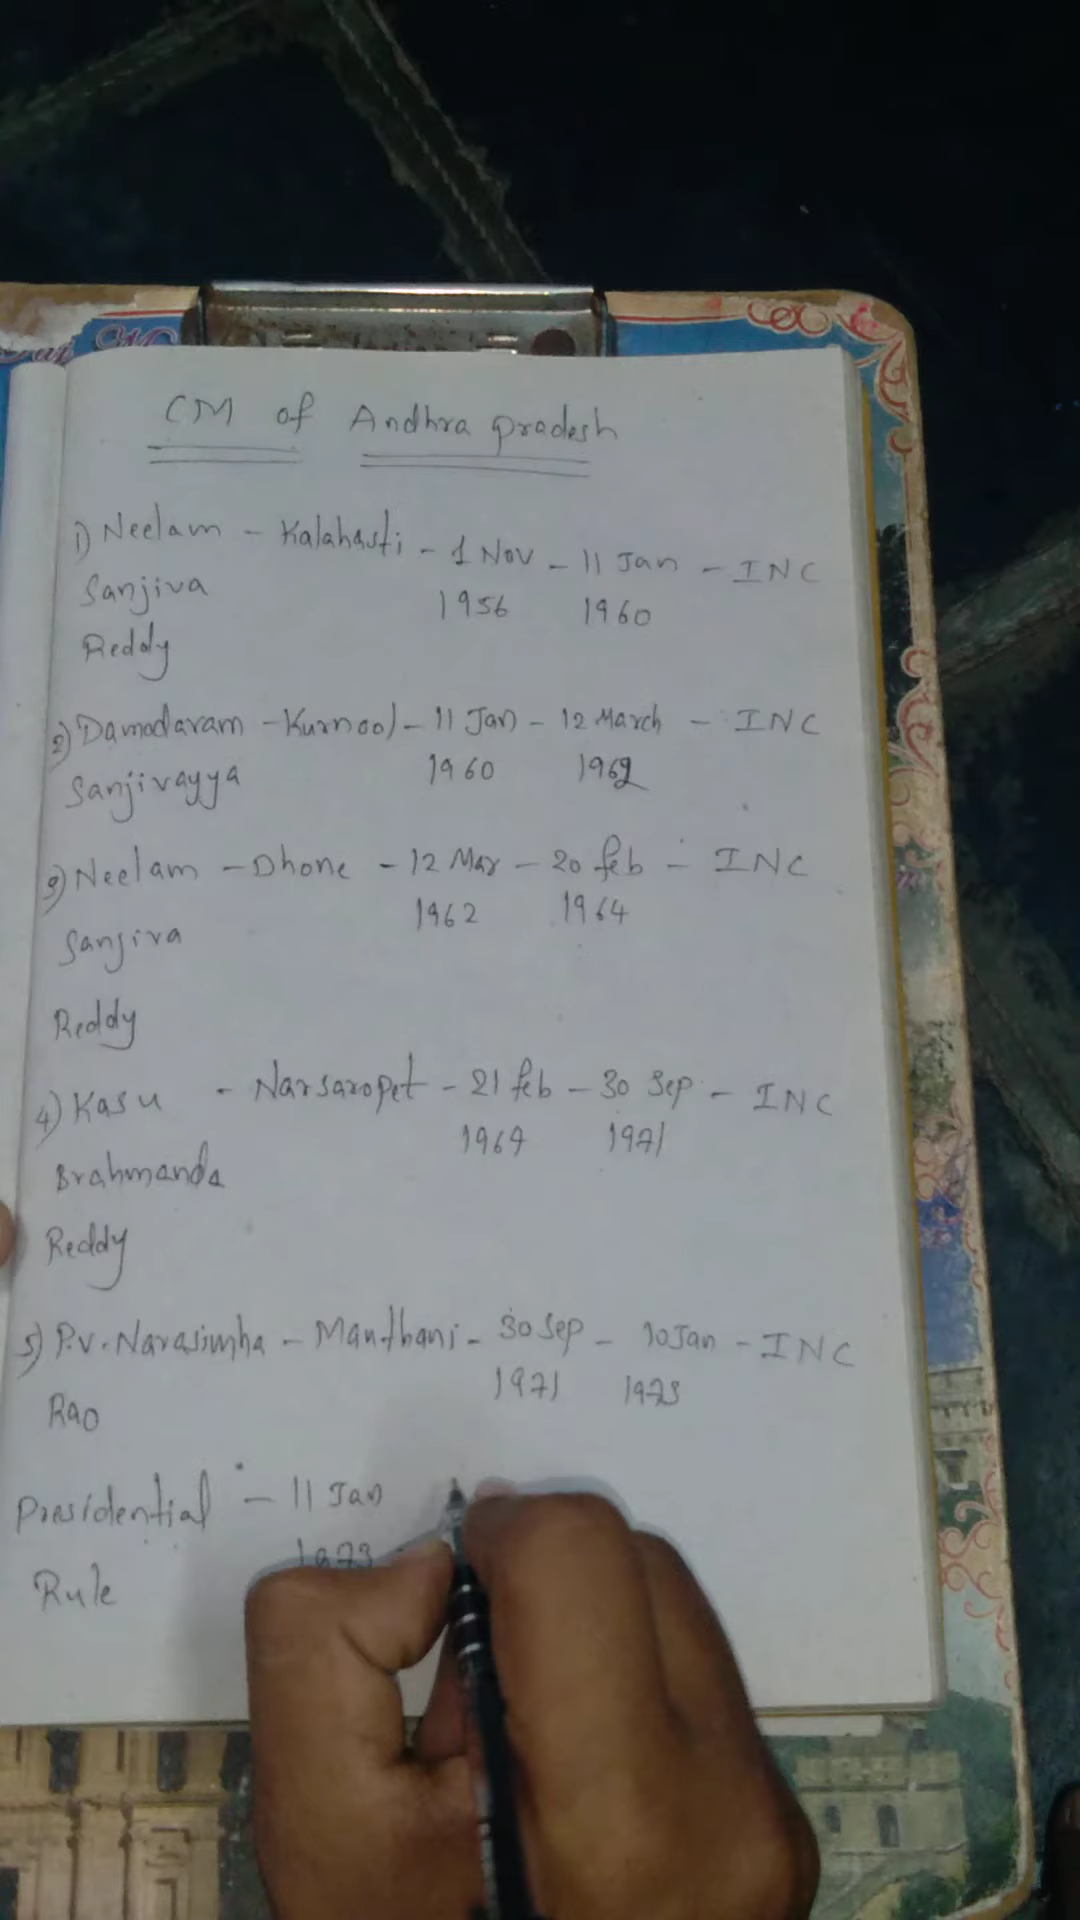 CM of Andhra pradesh
1) Neelam - Kalahasti - 1 Nov - 11 Jan - INC
Sanjiva 1956 1960
Reddy
2) Damodaram - Kurnool - 11 Jan - 12 March - INC
Sanjivayya 1960 1962
3) Neelam - Dhone - 12 Mar - 20 feb - INC
Sanjiva 1962 1964
Reddy
4) Kasu - Narsaropet - 21 feb - 30 Sep - INC
Brahmanda 1964 1971
Reddy
5) P.V. Narasimha - Manthani - 30 Sep - 10 Jan - INC
Rao 1971 1973
Presidential - 11 Jan
Rule 1973 -